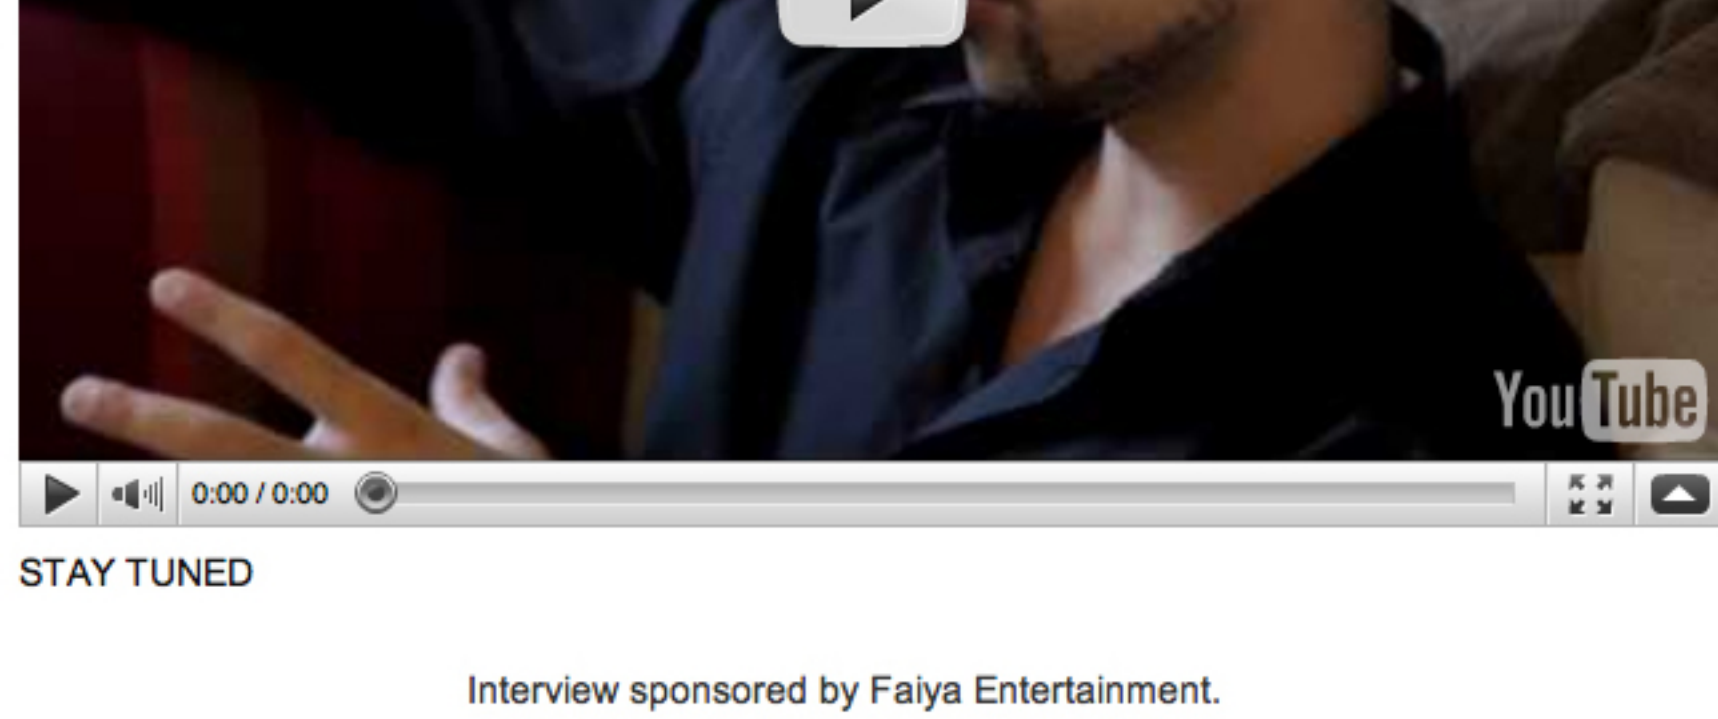 YouTube
0:00 / 0:00
STAY TUNED
Interview sponsored by Faiya Entertainment.